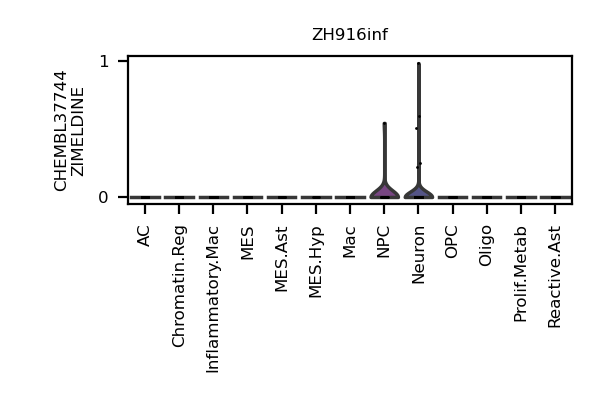 ZH916inf
CHEMBL37744
ZIMELDINE
1
0
AC
Chromatin.Reg
Inflammatory.Mac
MES
MES.Ast
MES.Hyp
Mac
NPC
Neuron
OPC
Oligo
Prolif.Metab
Reactive.Ast